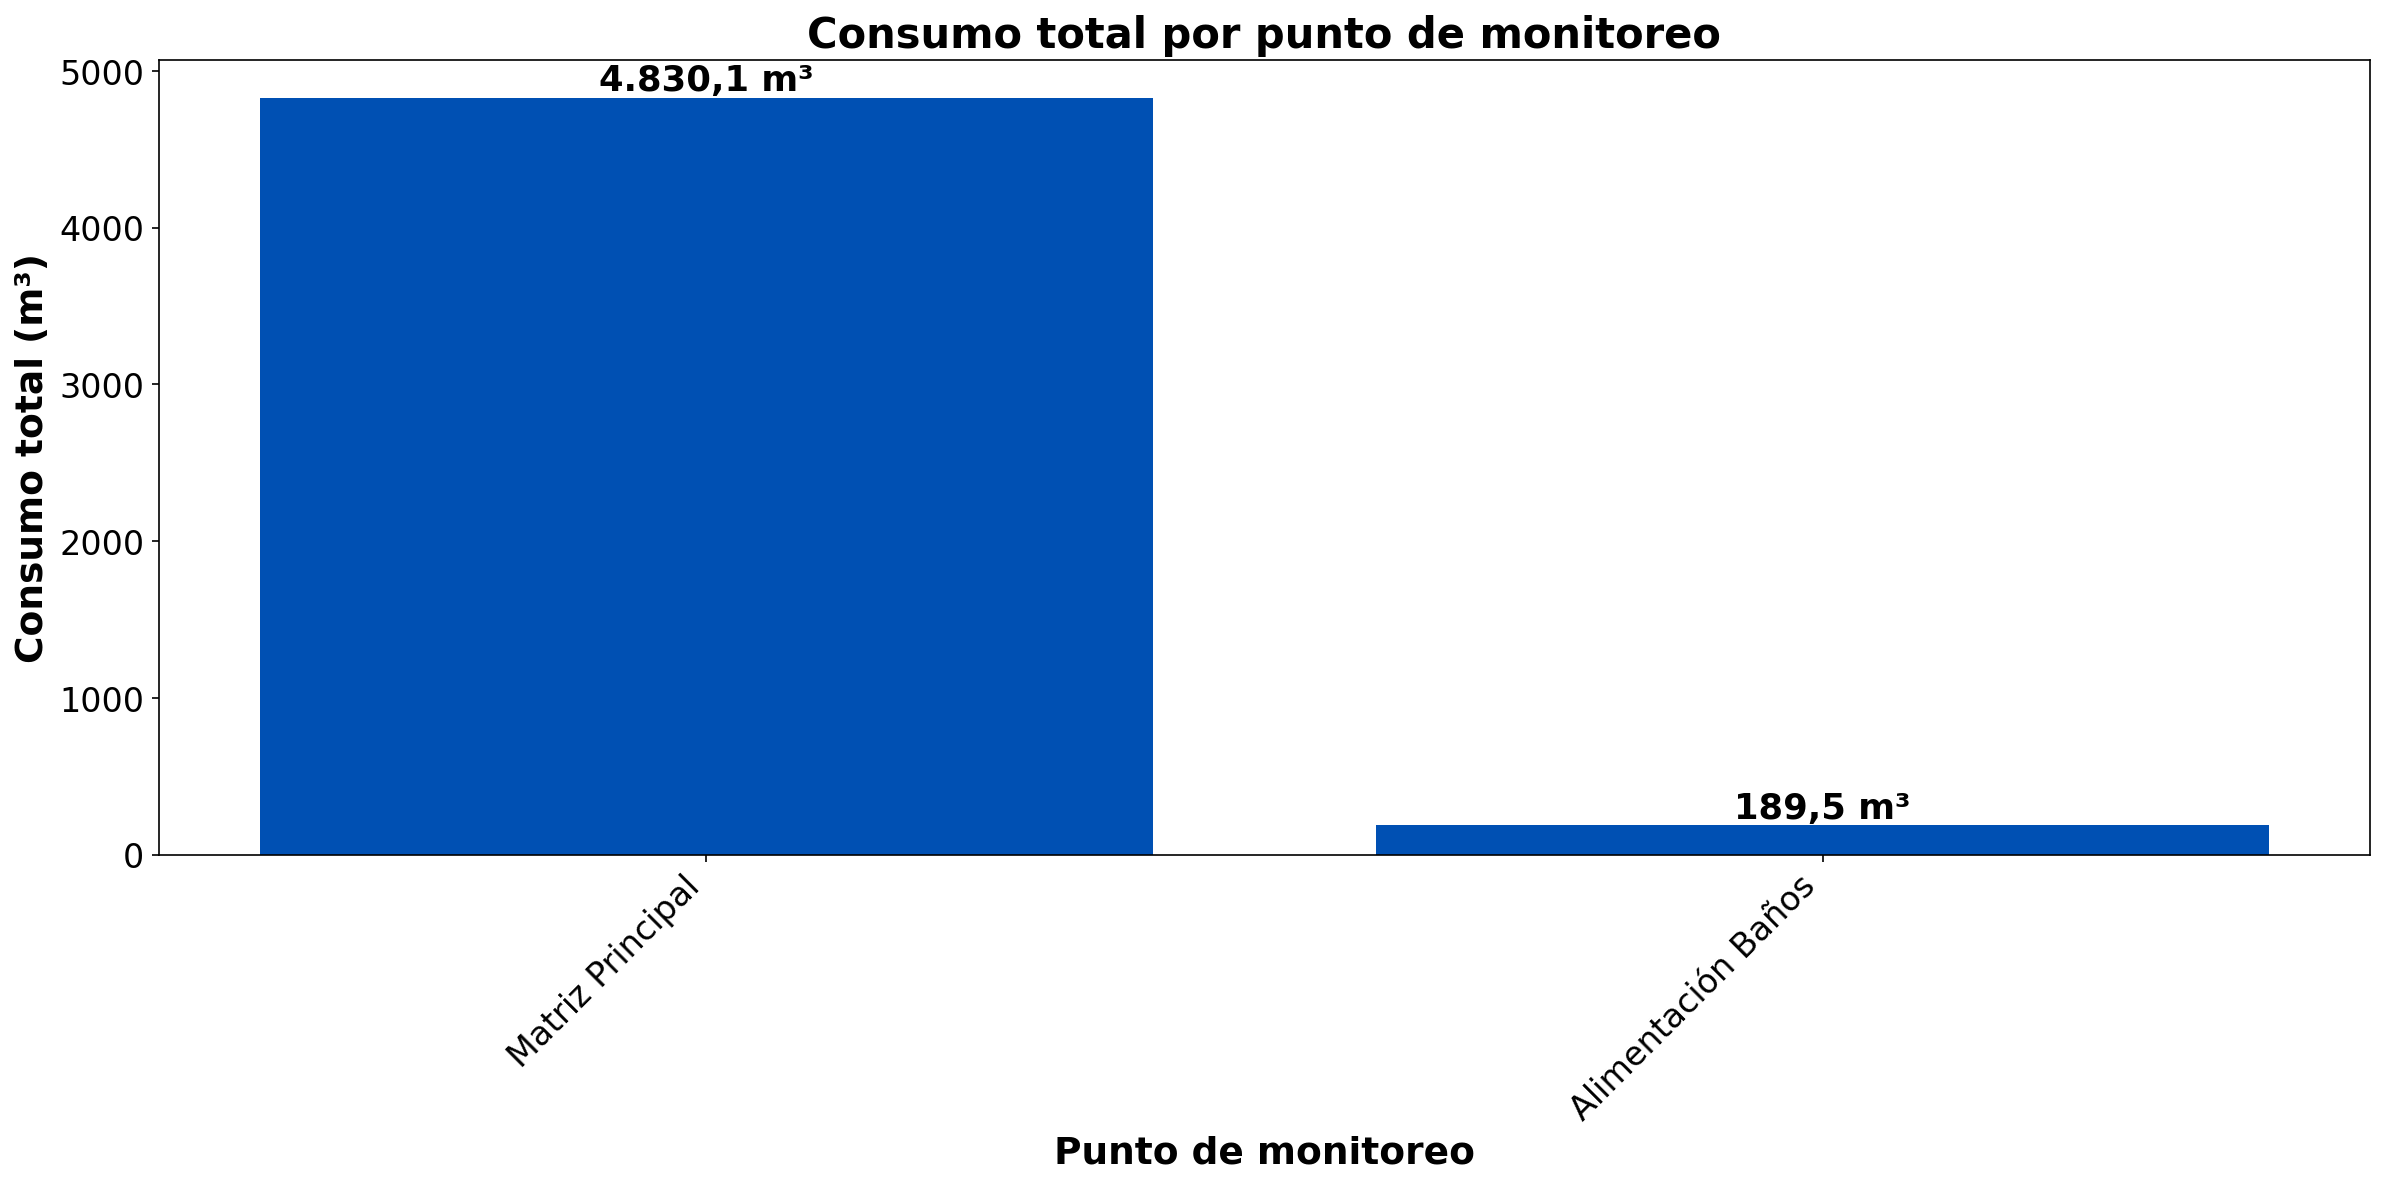 Consumo total por punto de monitoreo
Consumo total (m³)
5000
4000
3000
2000
1000
0
4.830,1 m³
189,5 m³
Matriz Principal
Alimentación Baños
Punto de monitoreo